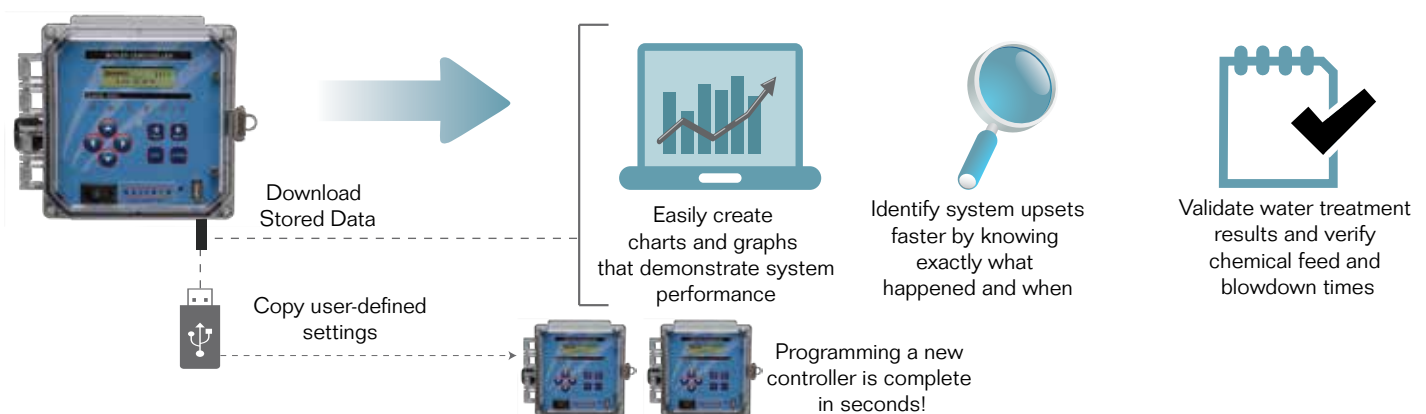 Download
Stored Data
Easily create
charts and graphs
that demonstrate system
performance
Identify system upsets
faster by knowing
exactly what
happened and when
Validate water treatment
results and verify
chemical feed and
blowdown times
Copy user-defined
settings
Programming a new
controller is complete
in seconds!